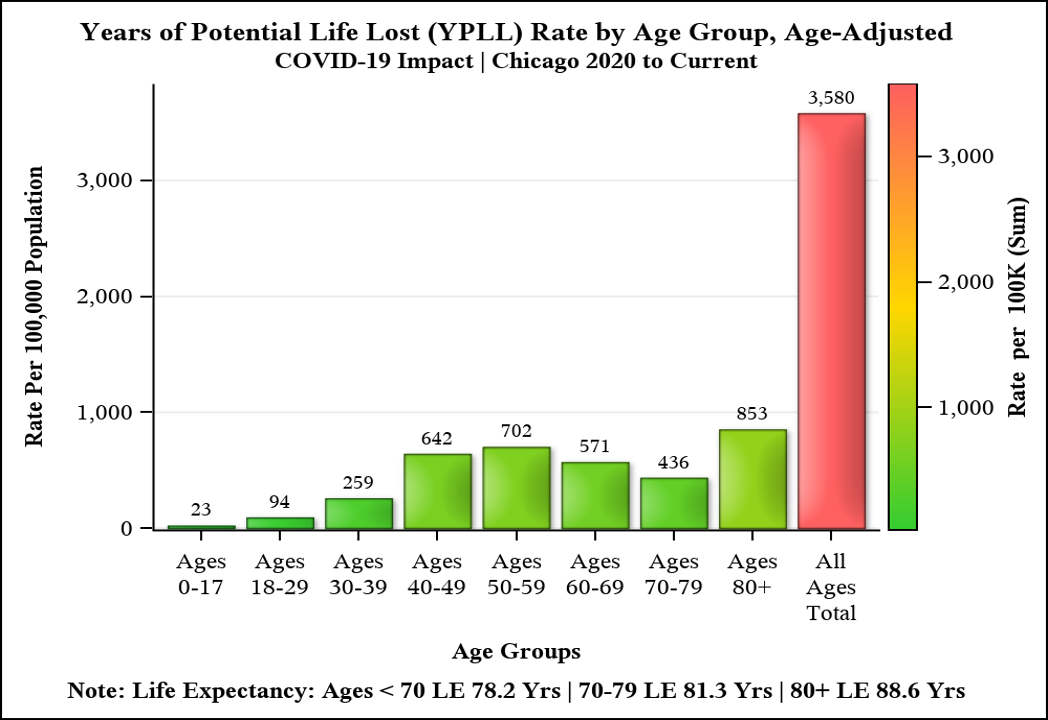 Years of Potential Life Lost (YPLL) Rate by Age Group, Age-Adjusted
COVID-19 Impact | Chicago 2020 to Current
Rate Per 100,000 Population
3,000
2,000
1,000
0
23
94
259
642
702
571
436
853
3,580
Ages
0-17
Ages
18-29
Ages
30-39
Ages
40-49
Ages
50-59
Ages
60-69
Ages
70-79
Ages
80+
All
Ages
Total
Age Groups
3,000
2,000
1,000
Rate per 100K (Sum)
Note: Life Expectancy: Ages < 70 LE 78.2 Yrs | 70-79 LE 81.3 Yrs | 80+ LE 88.6 Yrs